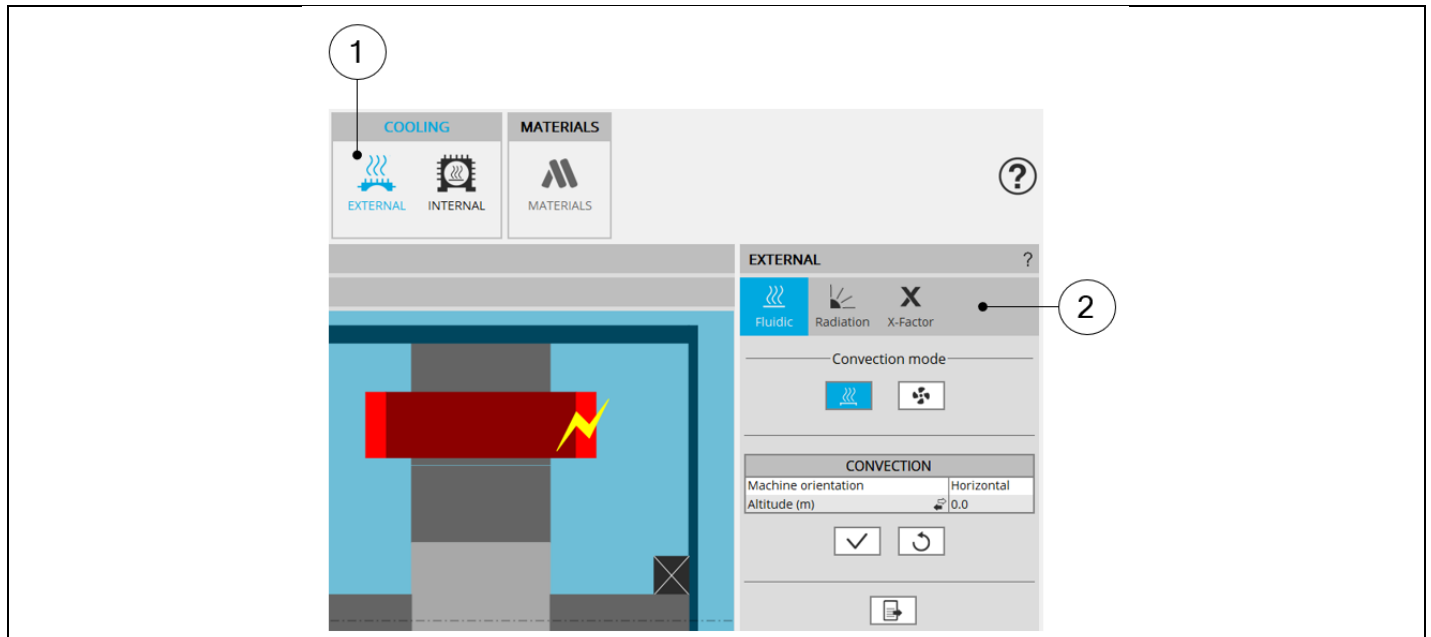 1
COOLING
MATERIALS
EXTERNAL
INTERNAL
MATERIALS
?
EXTERNAL
?
Fluidic
Radiation
X-Factor
2
Convection mode
CONVECTION
Machine orientation Horizontal
Altitude (m) 0.0